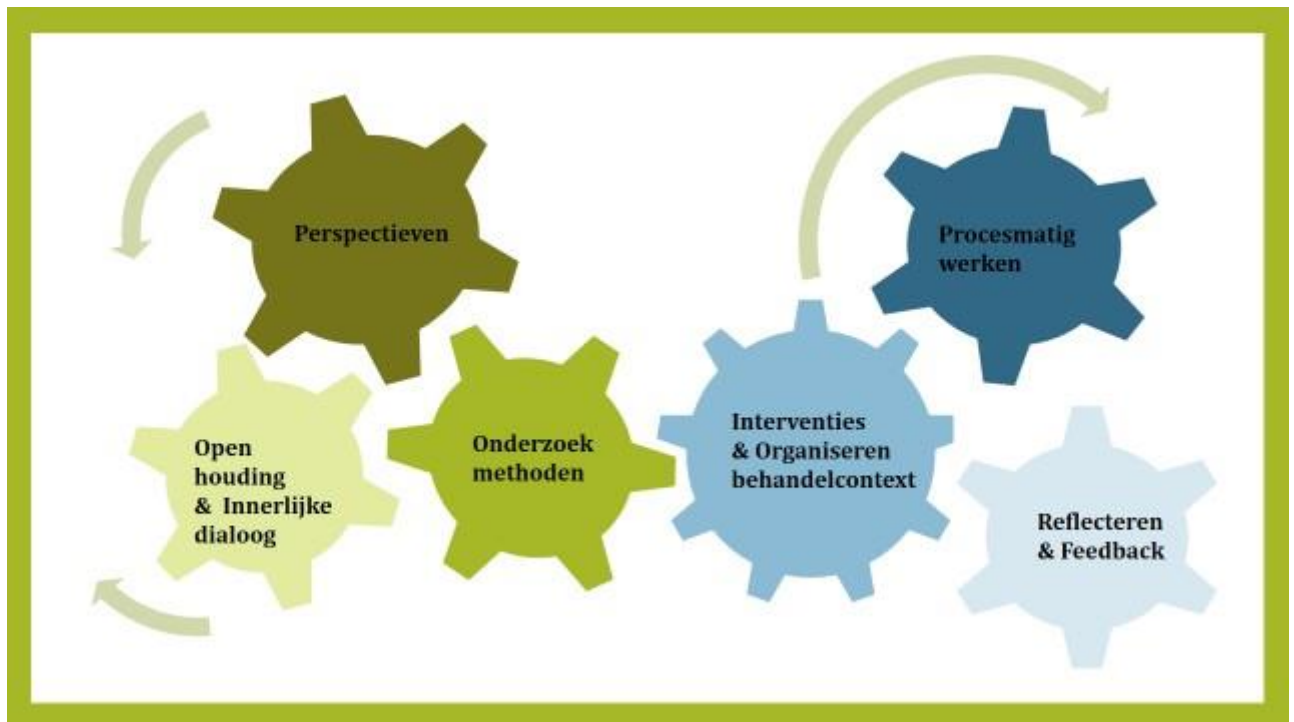 Perspectieven
Open
houding
& Innerlijke
dialoog
Onderzoek
methoden
Interventies
& Organiseren
behandelcontext
Procesmatig
werken
Reflecteren
& Feedback